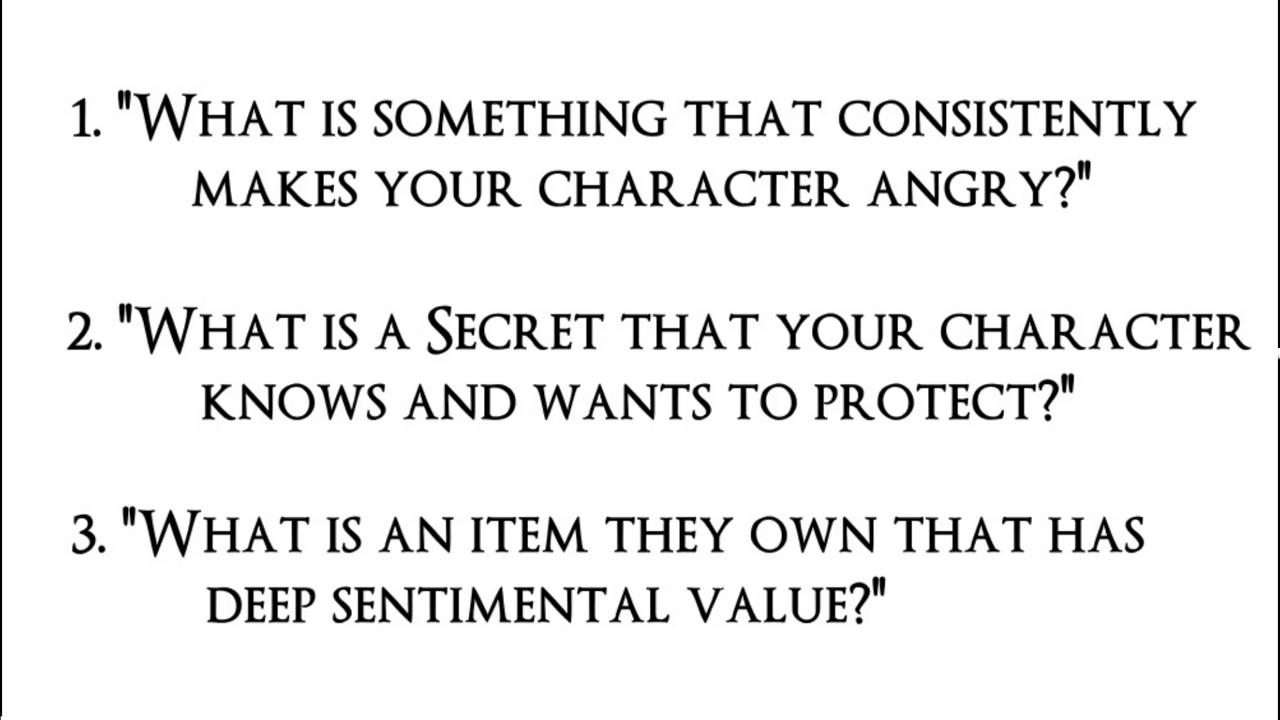 1. "What is something that consistently
makes your character angry?"
2. "What is a Secret that your character
knows and wants to protect?"
3. "What is an item they own that has
deep sentimental value?"